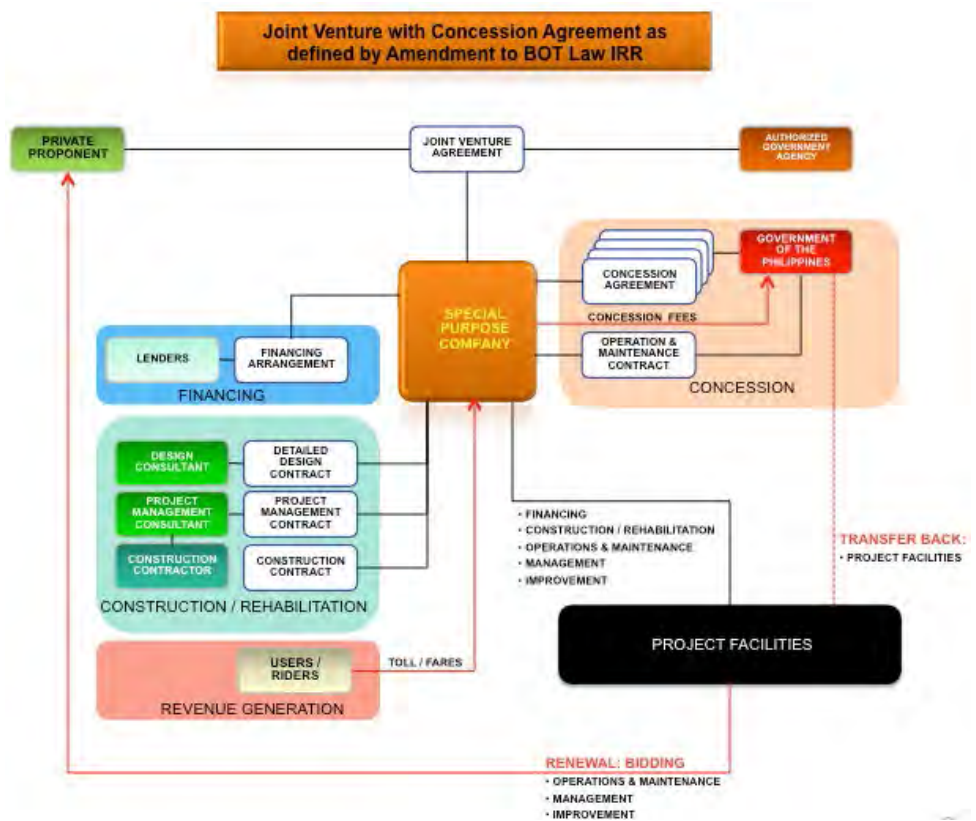 Joint Venture with Concession Agreement as
defined by Amendment to BOT Law IRR
PRIVATE
PROPONENT
JOINT VENTURE
AGREEMENT
AUTHORIZED
GOVERNMENT
AGENCY
GOVERNMENT
OF THE
PHILIPPINES
CONCESSION
AGREEMENT
SPECIAL
PURPOSE
COMPANY
CONCESSION FEES
OPERATION &
MAINTENANCE
CONTRACT
CONCESSION
LENDERS
FINANCING
ARRANGEMENT
FINANCING
DESIGN
CONSULTANT
DETAILED
DESIGN
CONTRACT
PROJECT
MANAGEMENT
CONSULTANT
PROJECT
MANAGEMENT
CONTRACT
CONSTRUCTION
CONTRACTOR
CONSTRUCTION
CONTRACT
CONSTRUCTION / REHABILITATION
• FINANCING
• CONSTRUCTION / REHABILITATION
• OPERATIONS & MAINTENANCE
• MANAGEMENT
• IMPROVEMENT
TRANSFER BACK:
• PROJECT FACILITIES
PROJECT FACILITIES
USERS /
RIDERS
TOLL / FARES
REVENUE GENERATION
RENEWAL: BIDDING
• OPERATIONS & MAINTENANCE
• MANAGEMENT
• IMPROVEMENT